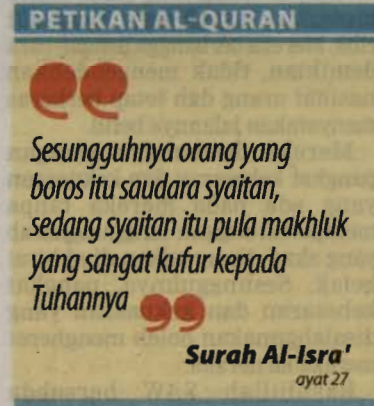 PETIKAN AL-QURAN
❝
Sesungguhnya orang yang
boros itu saudara syaitan,
sedang syaitan itu pula makhluk
yang sangat kufur kepada
Tuhannya ❞
Surah Al-Isra'
ayat 27